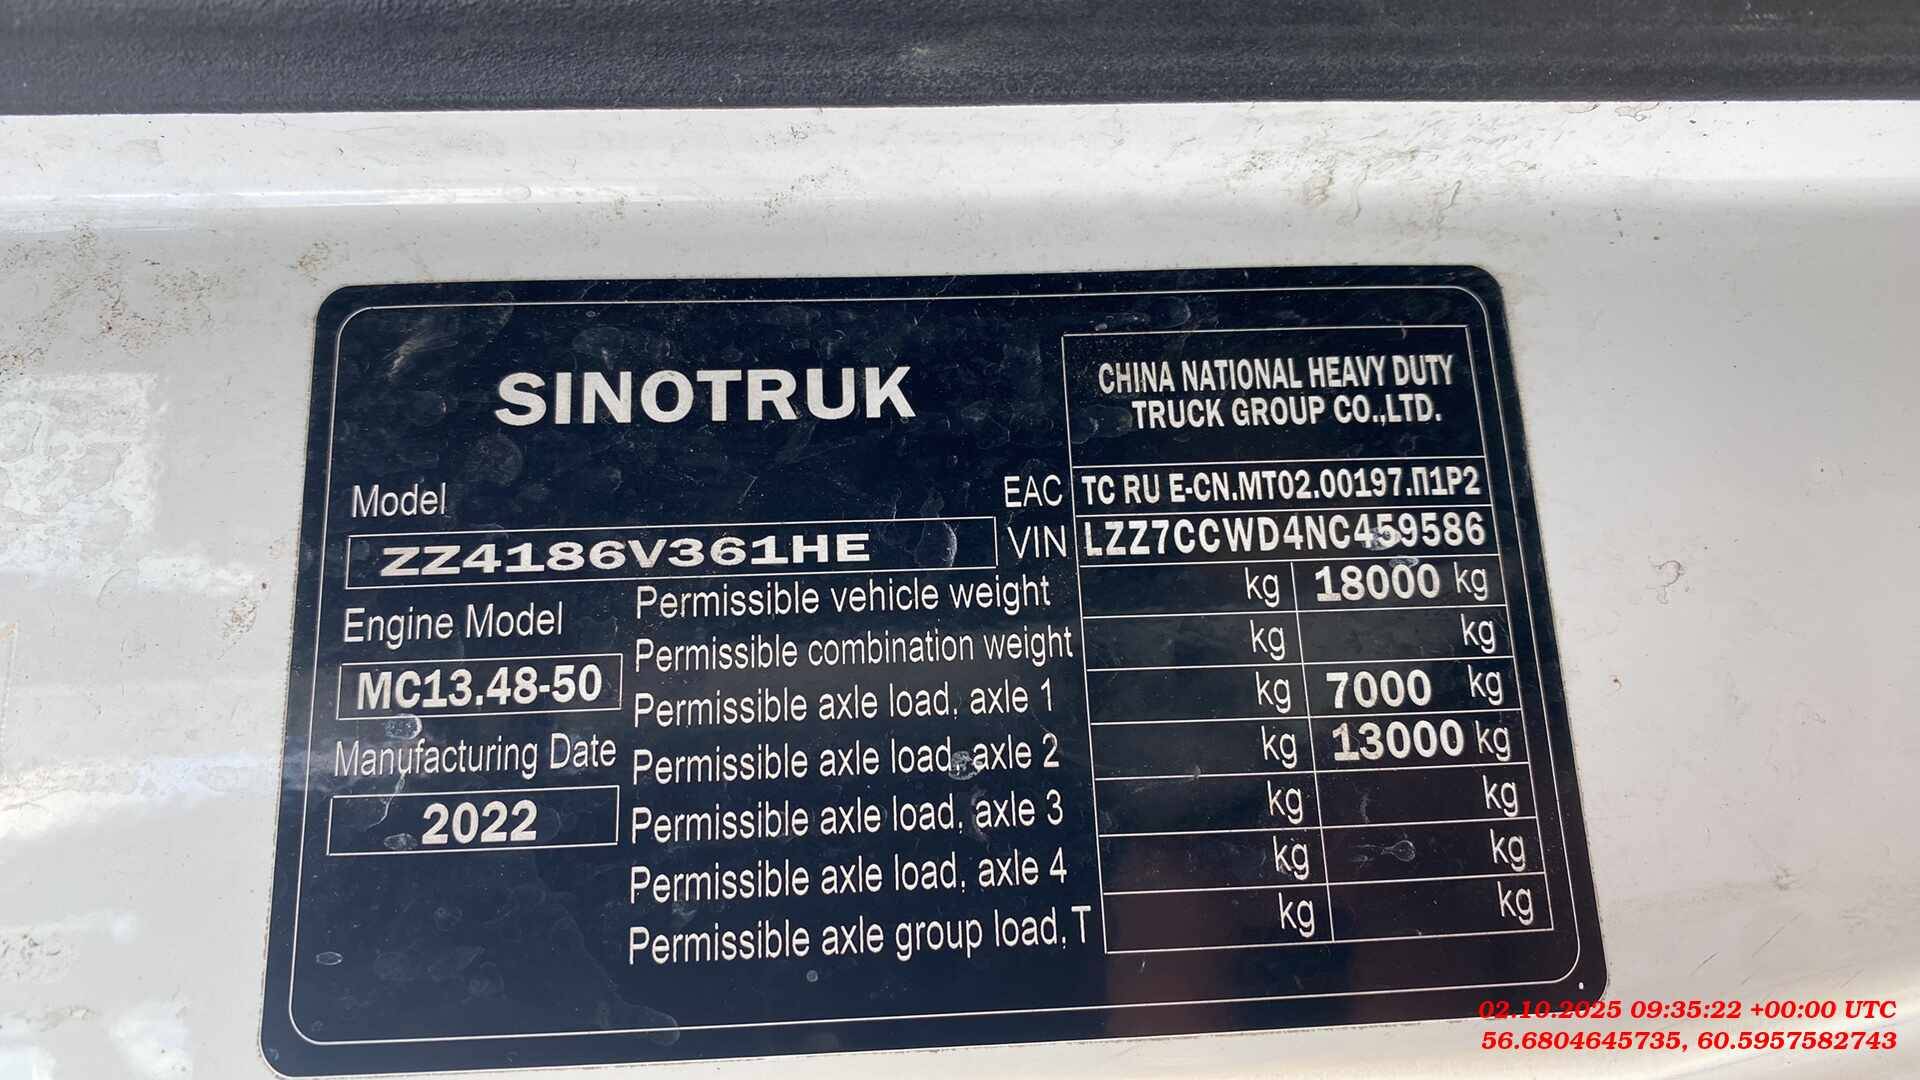 SINOTRUK
CHINA NATIONAL HEAVY DUTY
TRUCK GROUP CO.,LTD.
Model
EAC TC RU E-CN.MT02.00197.П1P2
ZZ4186V361HE
VIN LZZ7CCWD4NC459586
Engine Model
Permissible vehicle weight kg 18000 kg
MC13.48-50
Permissible combination weight kg kg
Permissible axle load, axle 1 kg 7000 kg
Manufacturing Date
Permissible axle load, axle 2 kg 13000 kg
2022
Permissible axle load, axle 3 kg kg
Permissible axle load, axle 4 kg kg
Permissible axle group load, T kg kg
02.10.2025 09:35:22 +00:00 UTC
56.6804645735, 60.5957582743